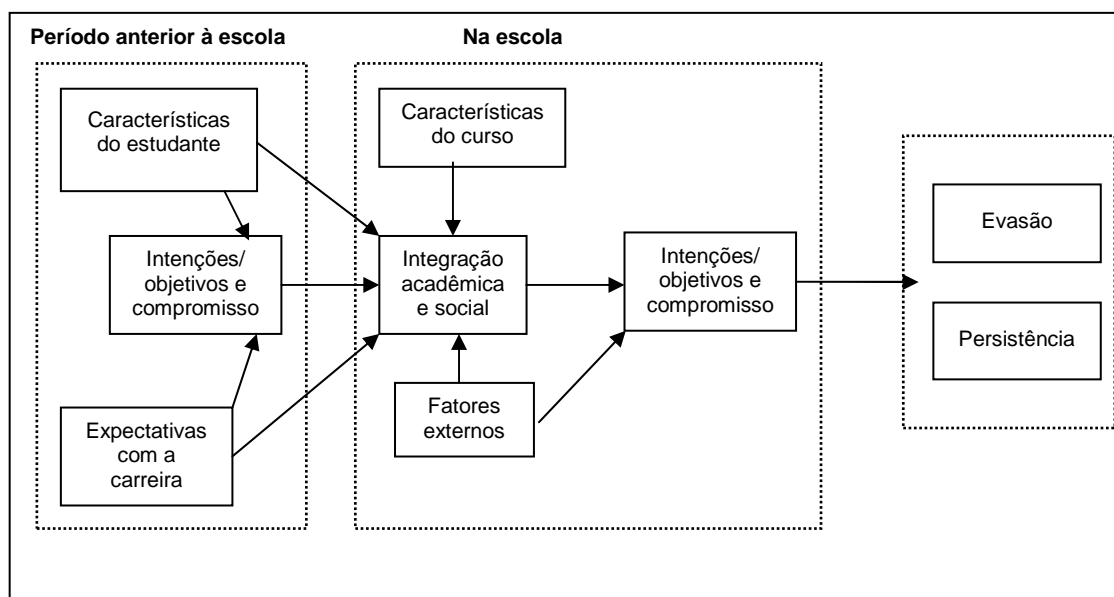 Período anterior à escola
Na escola
Características
do estudante
Intenções/
objetivos e
compromisso
Expectativas
com a
carreira
Características
do curso
Integração
acadêmica
e social
Fatores
externos
Intenções/
objetivos e
compromisso
Evasão
Persistência